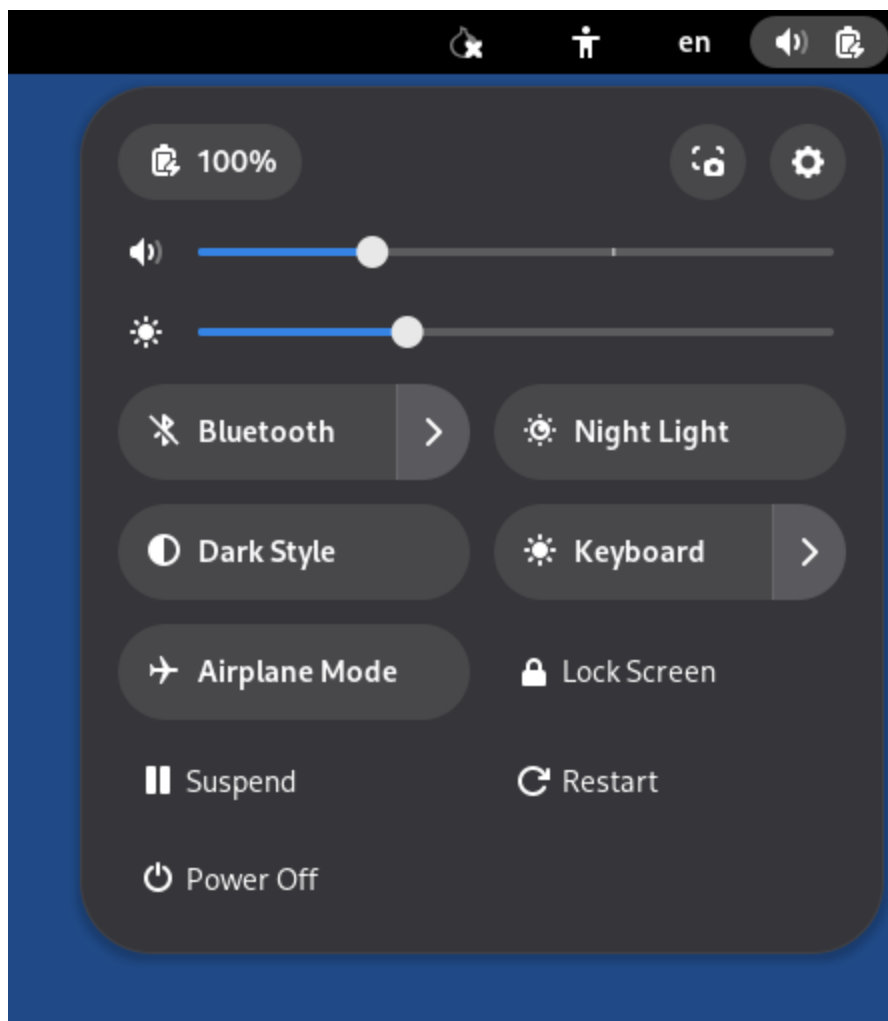 en
100%
Bluetooth
Night Light
Dark Style
Keyboard
Airplane Mode
Lock Screen
Suspend
Restart
Power Off